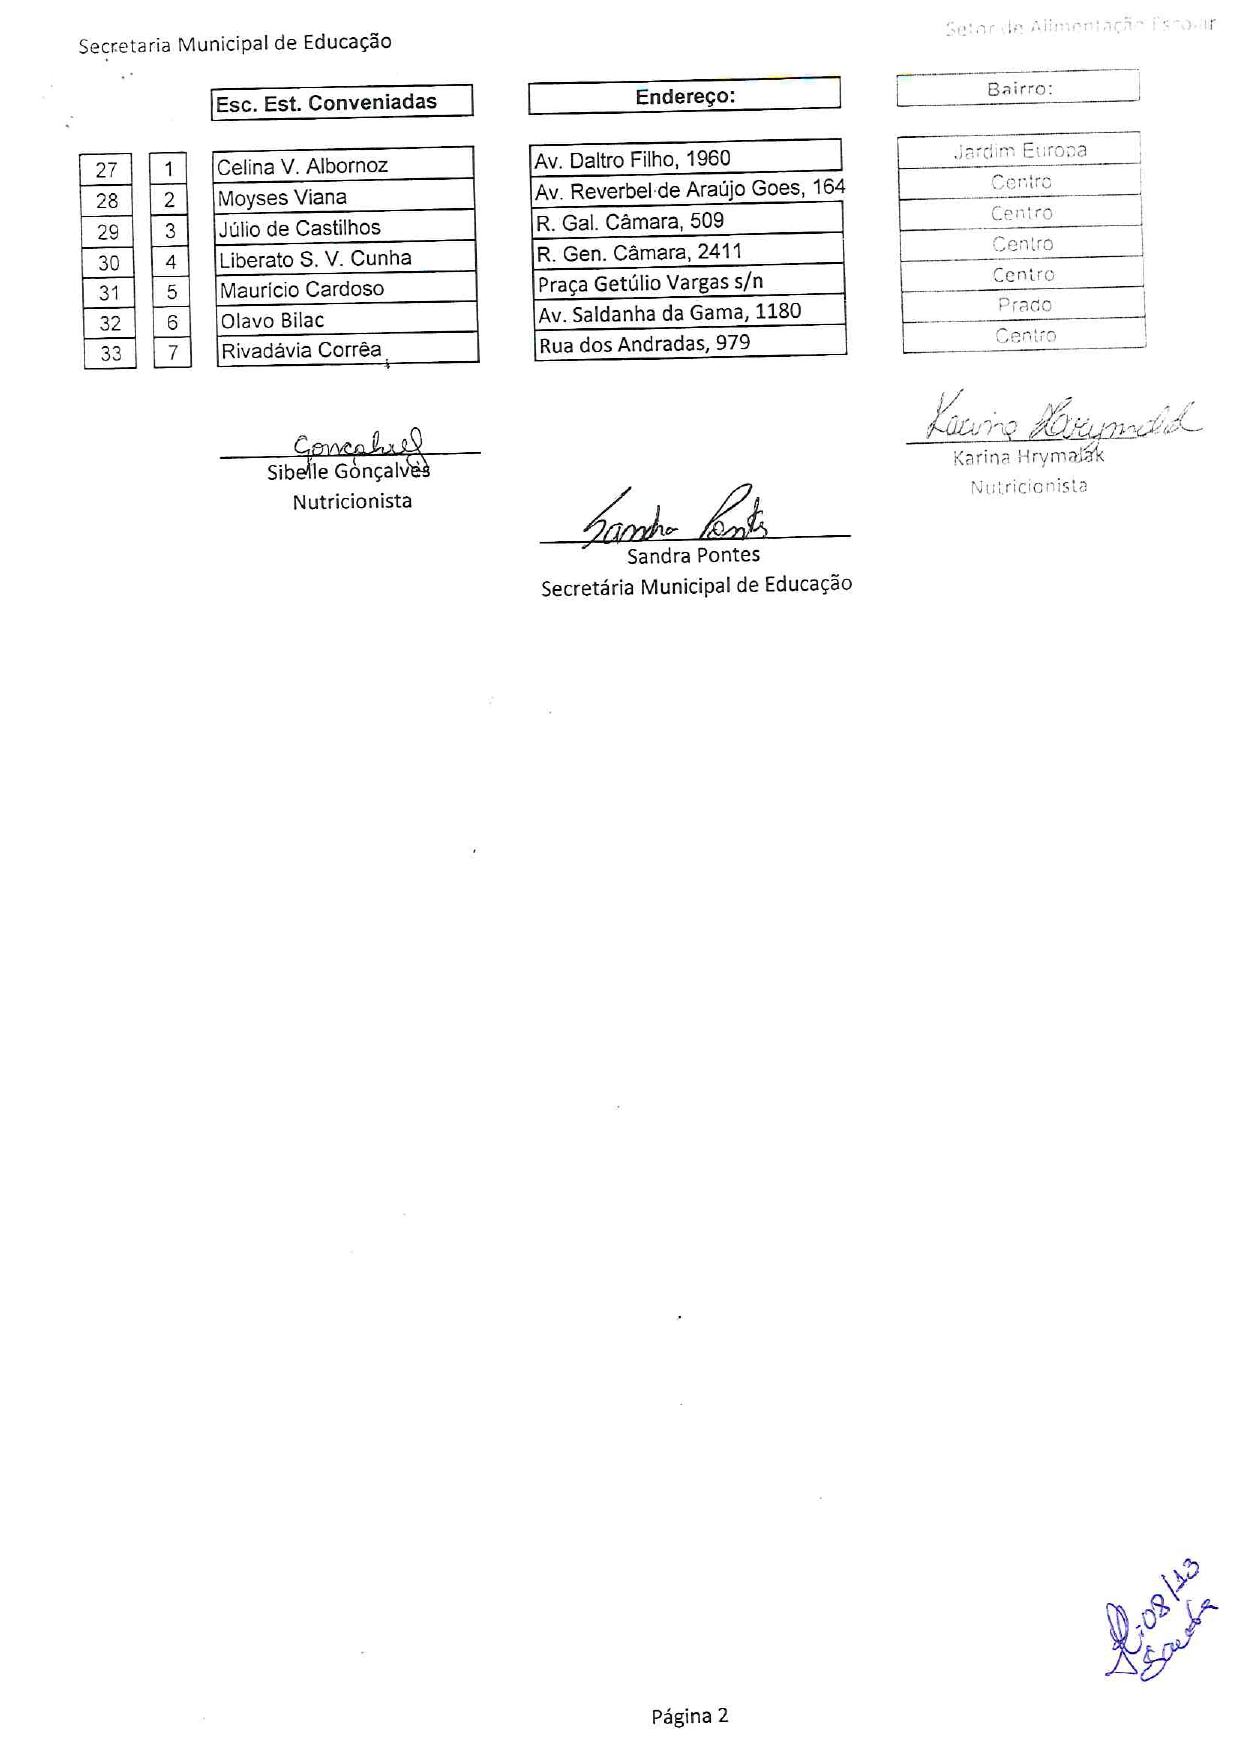 Secretaria Municipal de Educação Setor de Alimentação Escolar
Esc. Est. Conveniadas Endereço: Bairro:
27 1 Celina V. Albornoz Av. Daltro Filho, 1960 Jardim Europa
28 2 Moyses Viana Av. Reverbel de Araújo Goes, 164 Centro
29 3 Júlio de Castilhos R. Gal. Câmara, 509 Centro
30 4 Liberato S. V. Cunha R. Gen. Câmara, 2411 Centro
31 5 Maurício Cardoso Praça Getúlio Vargas s/n Centro
32 6 Olavo Bilac Av. Saldanha da Gama, 1180 Prado
33 7 Rivadávia Corrêa Rua dos Andradas, 979 Centro
Sibelle Gonçalves
Nutricionista
Karina Hrymalak
Nutricionista
Sandra Pontes
Sandra Pontes
Secretária Municipal de Educação
08/13
Página 2